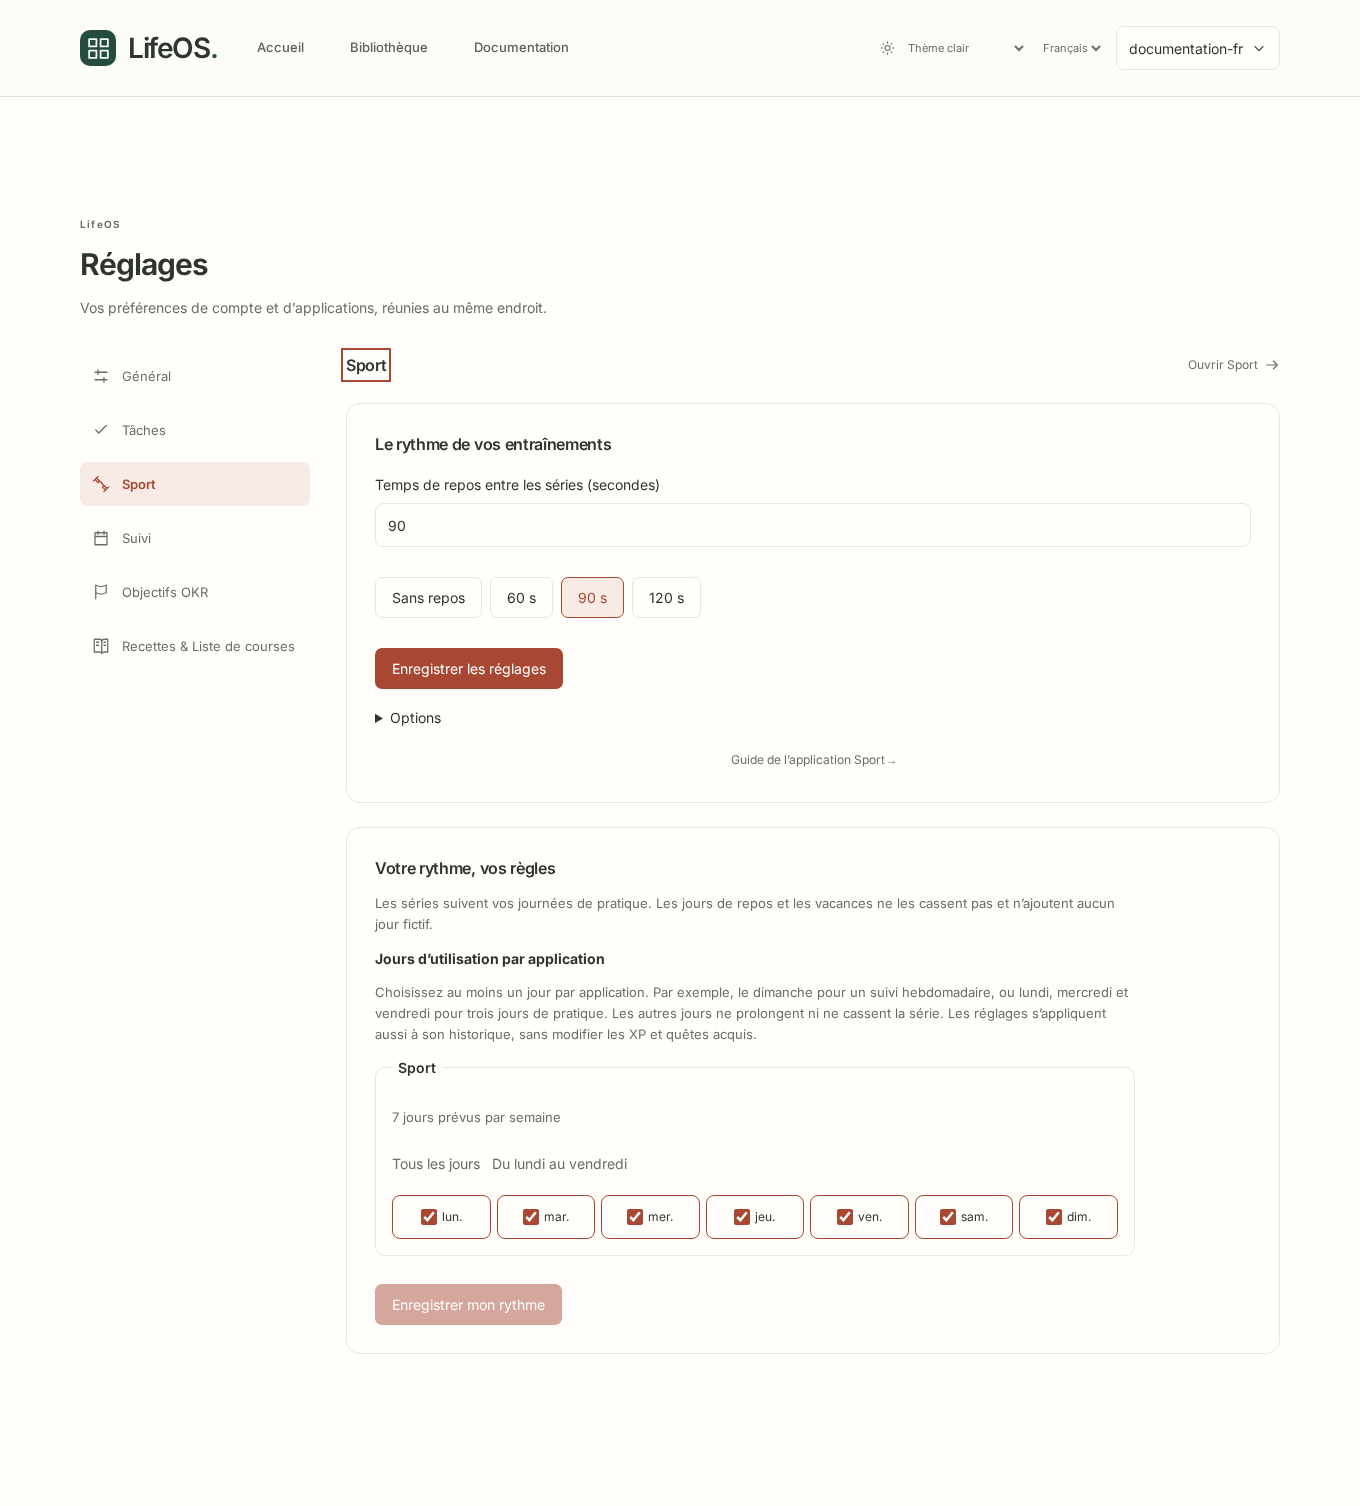 LifeOS.
Accueil
Bibliothèque
Documentation
Thème clair
Français
documentation-fr
LifeOS
Réglages
Vos préférences de compte et d’applications, réunies au même endroit.
Général
Tâches
Sport
Suivi
Objectifs OKR
Recettes & Liste de courses
Sport
Ouvrir Sport →
Le rythme de vos entraînements
Temps de repos entre les séries (secondes)
90
Sans repos
60 s
90 s
120 s
Enregistrer les réglages
Options
Guide de l’application Sport→
Votre rythme, vos règles
Les séries suivent vos journées de pratique. Les jours de repos et les vacances ne les cassent pas et n’ajoutent aucun
jour fictif.
Jours d’utilisation par application
Choisissez au moins un jour par application. Par exemple, le dimanche pour un suivi hebdomadaire, ou lundi, mercredi et
vendredi pour trois jours de pratique. Les autres jours ne prolongent ni ne cassent la série. Les réglages s’appliquent
aussi à son historique, sans modifier les XP et quêtes acquis.
Sport
7 jours prévus par semaine
Tous les jours
Du lundi au vendredi
lun.
mar.
mer.
jeu.
ven.
sam.
dim.
Enregistrer mon rythme